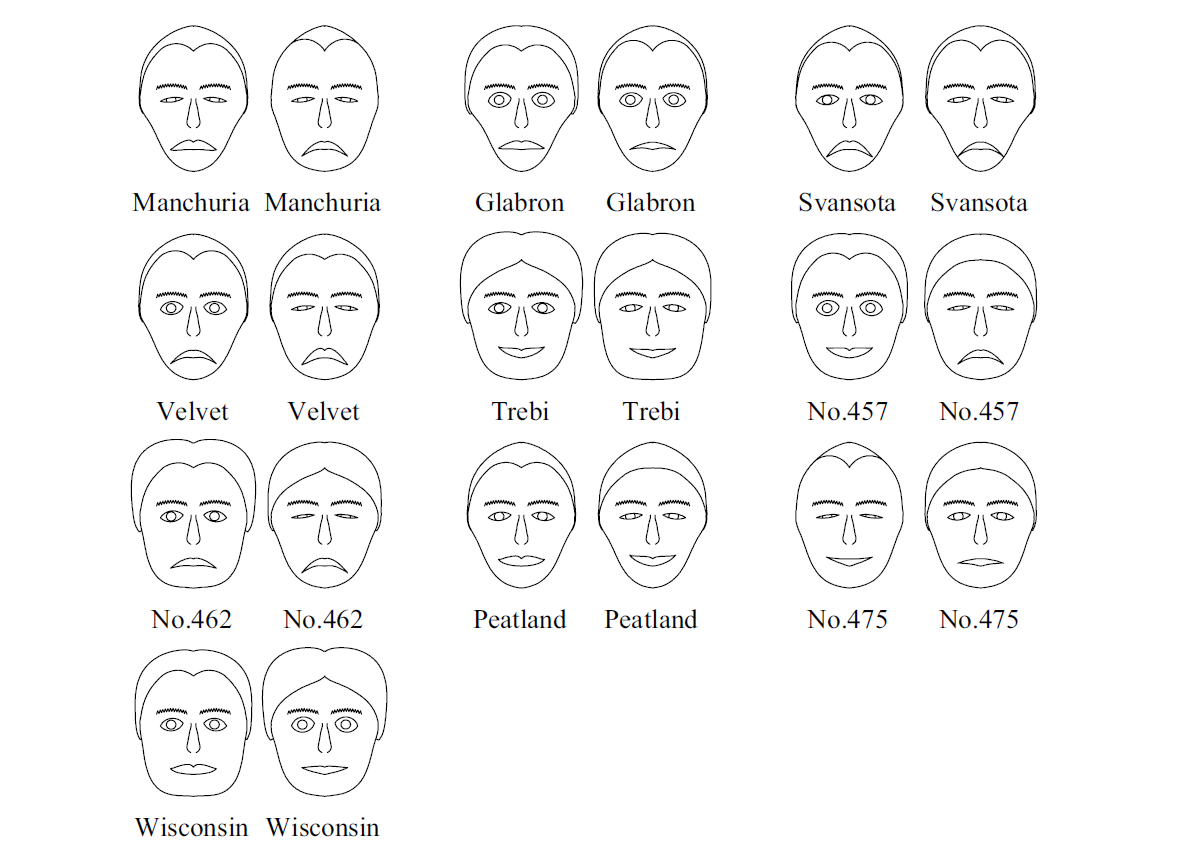 Manchuria Manchuria Glabron Glabron Svansota Svansota
Velvet Velvet Trebi Trebi No.457 No.457
No.462 No.462 Peatland Peatland No.475 No.475
Wisconsin Wisconsin